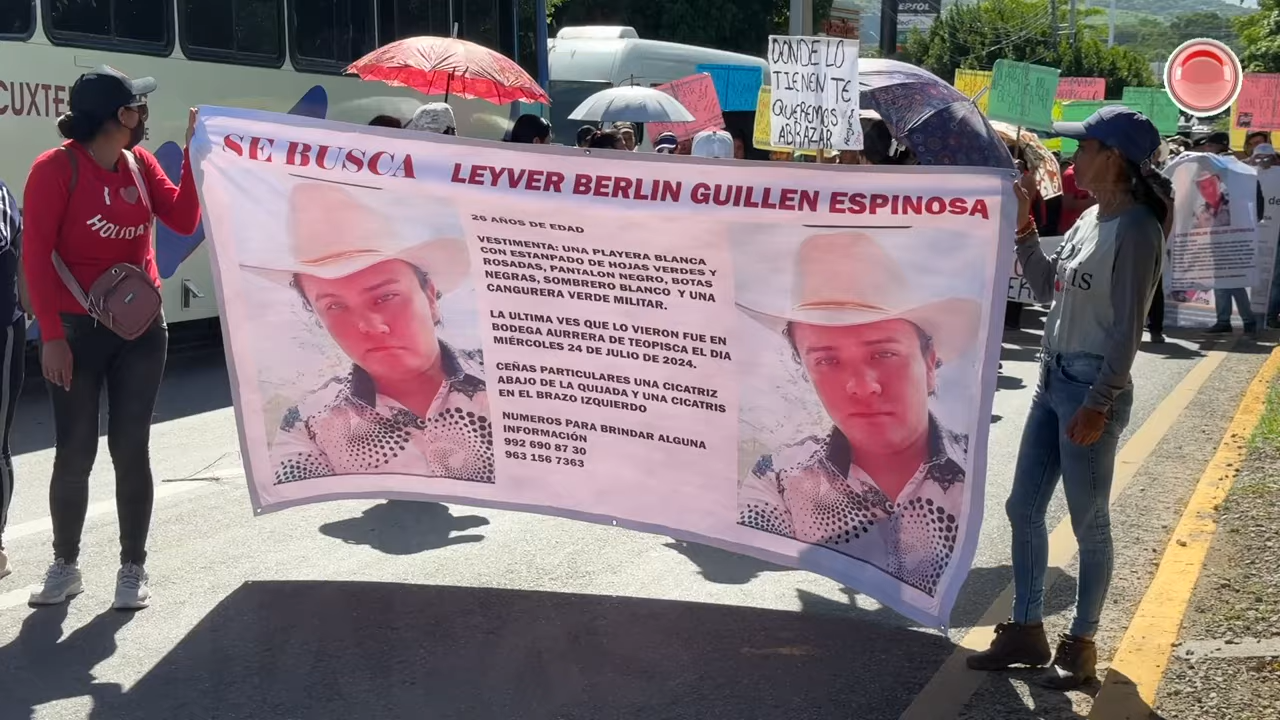 CUXTE
EPSOL
DONDE LO
TIENEN TE
QUEREMOS
ABRAZAR
I
HOLIDA
SE BUSCA
LEYVER BERLIN GUILLEN ESPINOSA
26 AÑOS DE EDAD
VESTIMENTA: UNA PLAYERA BLANCA
CON ESTANPADO DE HOJAS VERDES Y
ROSADAS, PANTALON NEGRO, BOTAS
NEGRAS, SOMBRERO BLANCO Y UNA
CANGURERA VERDE MILITAR.
LA ULTIMA VES QUE LO VIERON FUE EN
BODEGA AURRERA DE TEOPISCA EL DIA
MIÉRCOLES 24 DE JULIO DE 2024.
CEÑAS PARTICULARES UNA CICATRIZ
ABAJO DE LA QUIJADA Y UNA CICATRIS
EN EL BRAZO IZQUIERDO
NUMEROS PARA BRINDAR ALGUNA
INFORMACIÓN
992 690 87 30
963 156 7363